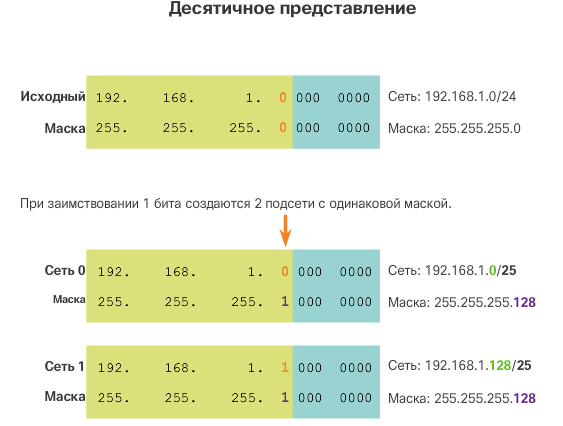 Десятичное представление
Исходный 192. 168. 1. 0 000 0000 Сеть: 192.168.1.0/24
Маска 255. 255. 255. 0 000 0000 Маска: 255.255.255.0
При заимствовании 1 бита создаются 2 подсети с одинаковой маской.
Сеть 0 192. 168. 1. 0 000 0000 Сеть: 192.168.1.0/25
Маска 255. 255. 255. 1 000 0000 Маска: 255.255.255.128
Сеть 1 192. 168. 1. 1 000 0000 Сеть: 192.168.1.128/25
Маска 255. 255. 255. 1 000 0000 Маска: 255.255.255.128